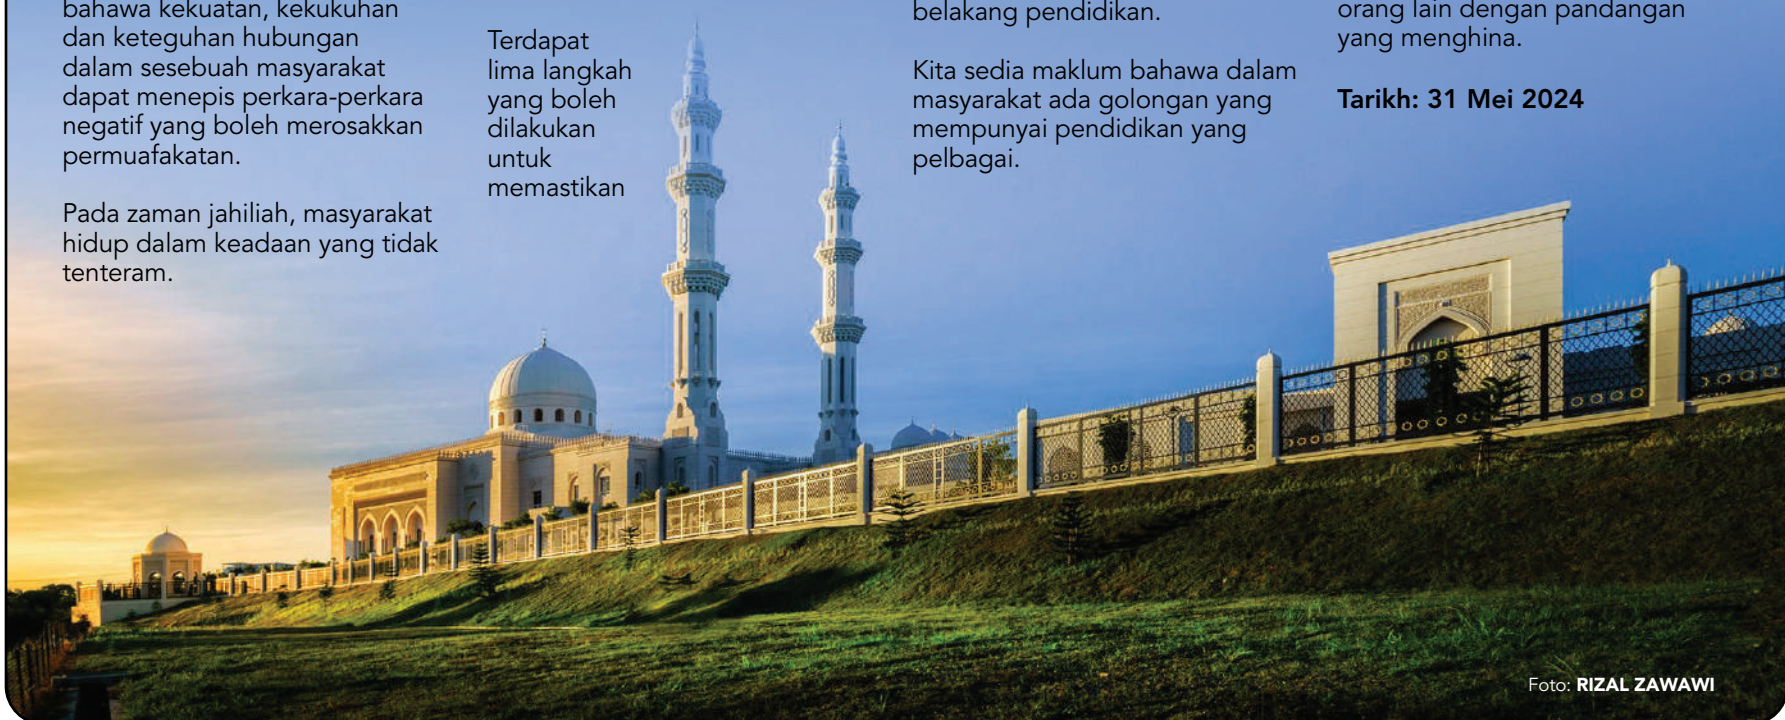 bahawa kekuatan, kekukuhan
dan keteguhan hubungan
dalam sesebuah masyarakat
dapat menepis perkara-perkara
negatif yang boleh merosakkan
permuafakatan.
Pada zaman jahiliah, masyarakat
hidup dalam keadaan yang tidak
tenteram.
Terdapat
lima langkah
yang boleh
dilakukan
untuk
memastikan
belakang pendidikan.
Kita sedia maklum bahawa dalam
masyarakat ada golongan yang
mempunyai pendidikan yang
pelbagai.
orang lain dengan pandangan
yang menghina.
Tarikh: 31 Mei 2024
Foto: RIZAL ZAWAWI